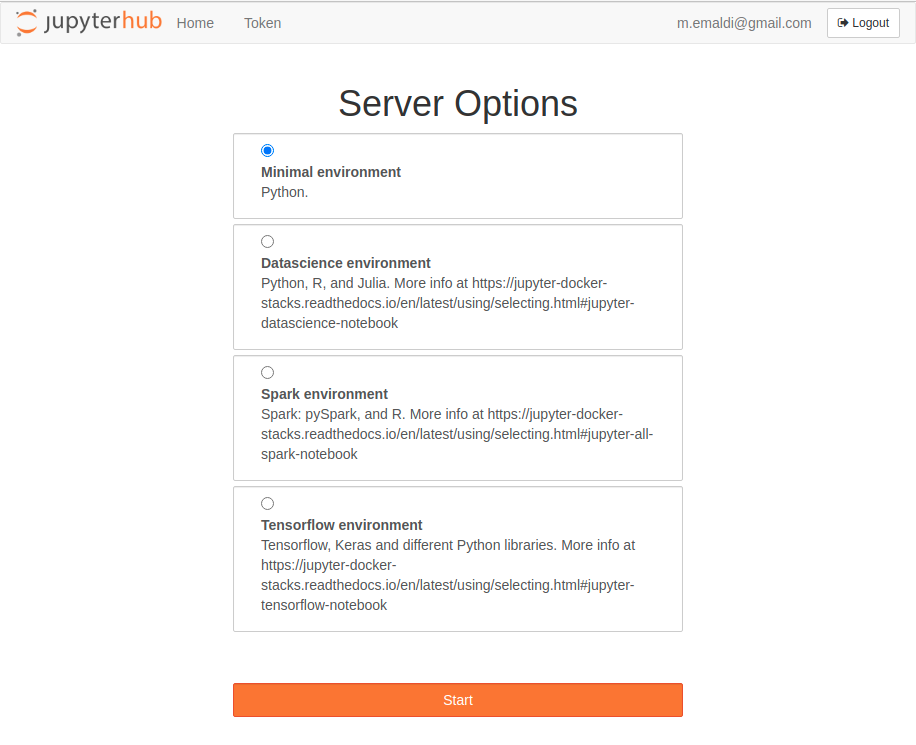 jupyterhub Home Token m.emaldi@gmail.com Logout
Server Options
Minimal environment
Python.
Datascience environment
Python, R, and Julia. More info at https://jupyter-docker-
stacks.readthedocs.io/en/latest/using/selecting.html#jupyter-
datascience-notebook
Spark environment
Spark: pySpark, and R. More info at https://jupyter-docker-
stacks.readthedocs.io/en/latest/using/selecting.html#jupyter-all-
spark-notebook
Tensorflow environment
Tensorflow, Keras and different Python libraries. More info at
https://jupyter-docker-
stacks.readthedocs.io/en/latest/using/selecting.html#jupyter-
tensorflow-notebook
Start